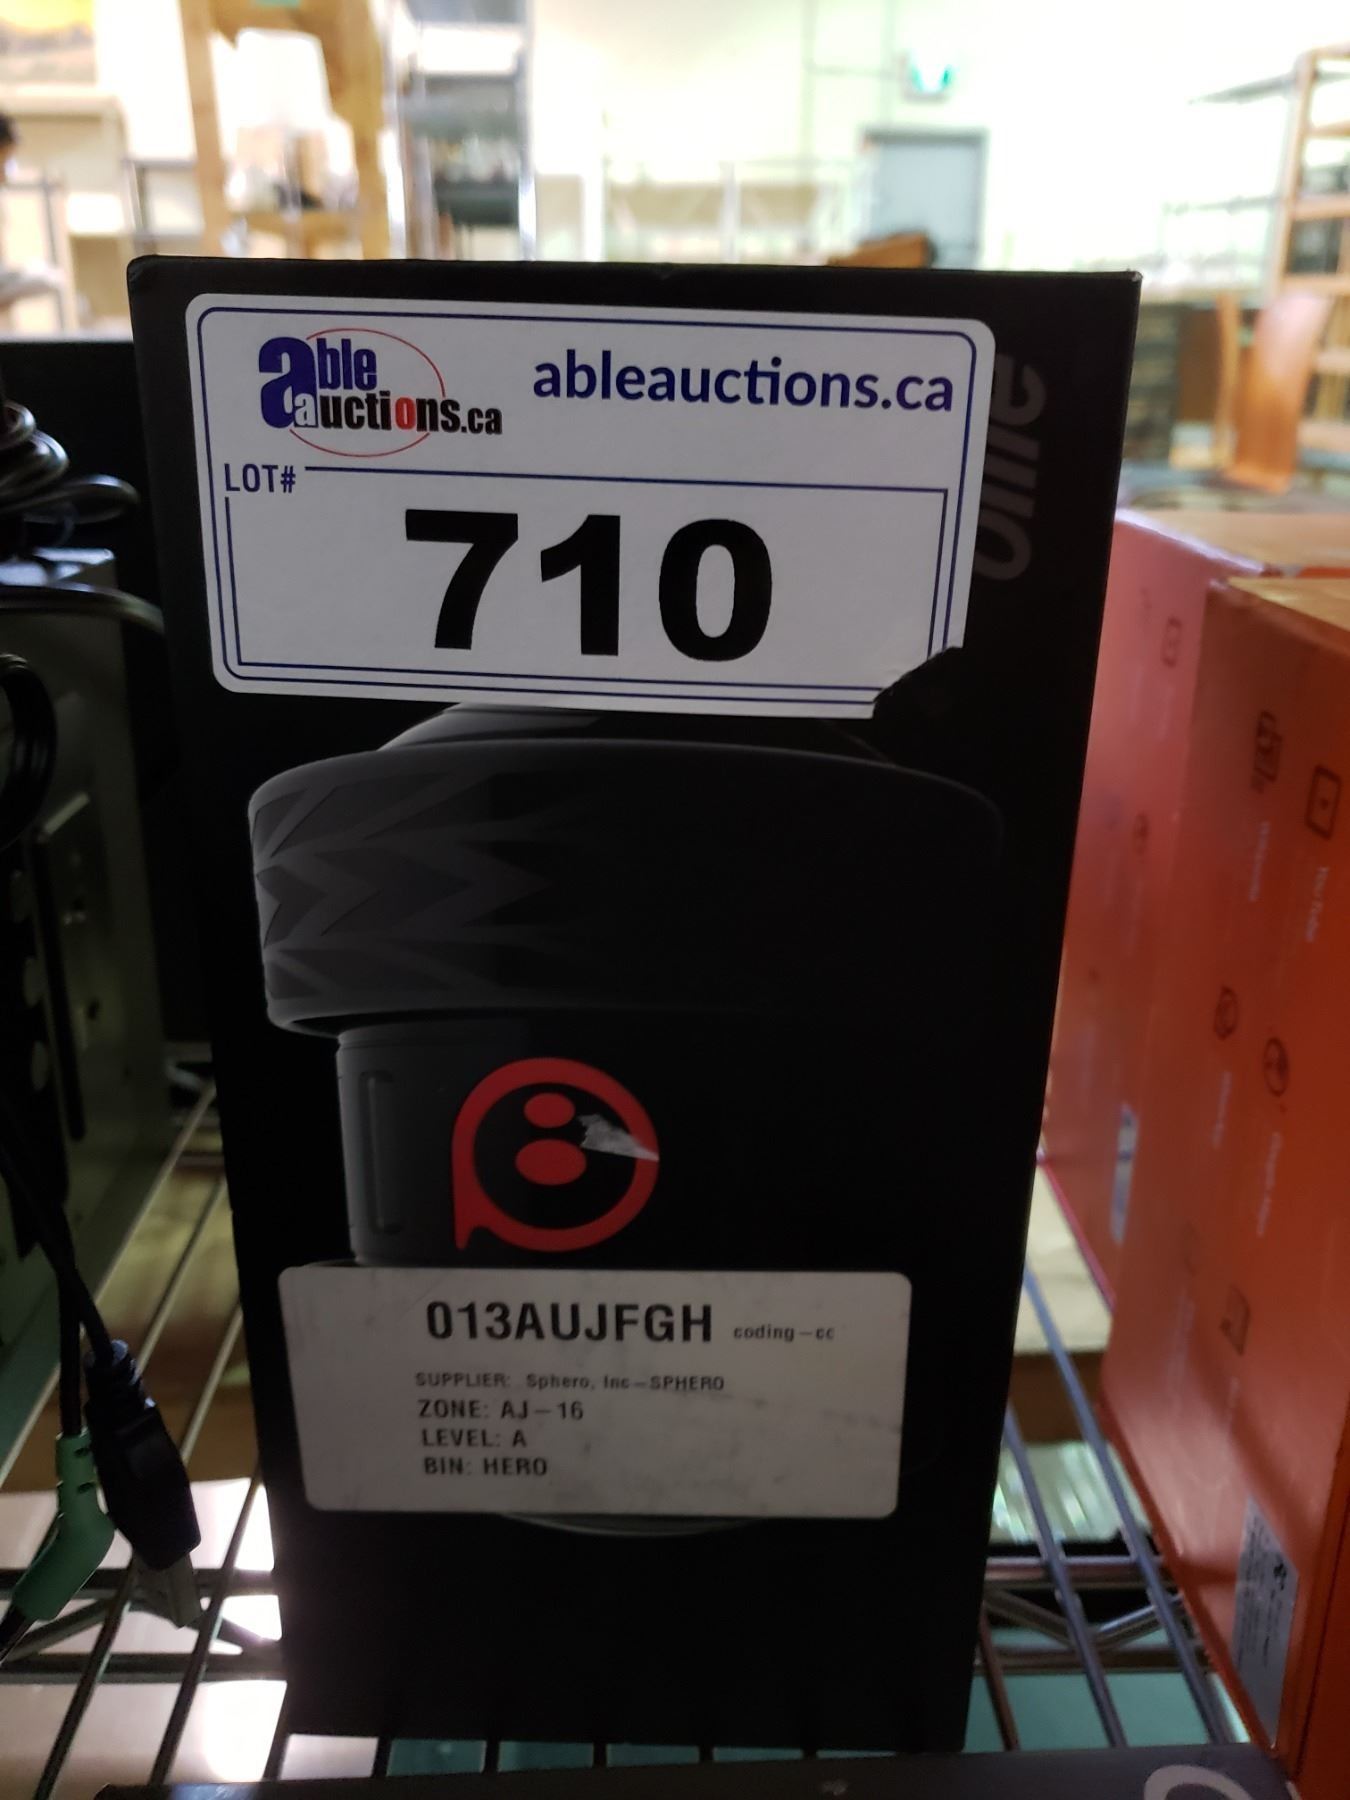 able auctions.ca
ableauctions.ca
LOT#
710
ollie
013AUJFGH coding-cc
SUPPLIER: Sphero, Inc-SPHERO
ZONE: AJ-16
LEVEL: A
BIN: HERO
YouTube